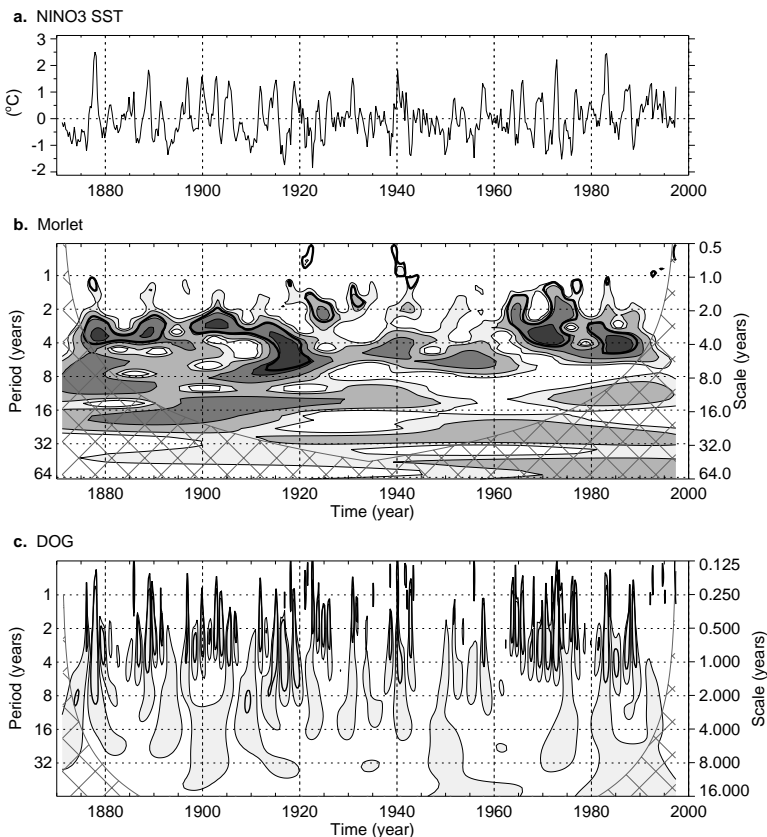 a. NINO3 SST
3
2
1
0
-1
-2
(°C)
1880 1900 1920 1940 1960 1980 2000
b. Morlet
1
2
4
8
16
32
64
Period (years)
0.5
1.0
2.0
4.0
8.0
16.0
32.0
64.0
Scale (years)
1880 1900 1920 1940 1960 1980 2000
Time (year)
c. DOG
1
2
4
8
16
32
Period (years)
0.125
0.250
0.500
1.000
2.000
4.000
8.000
16.000
Scale (years)
1880 1900 1920 1940 1960 1980 2000
Time (year)